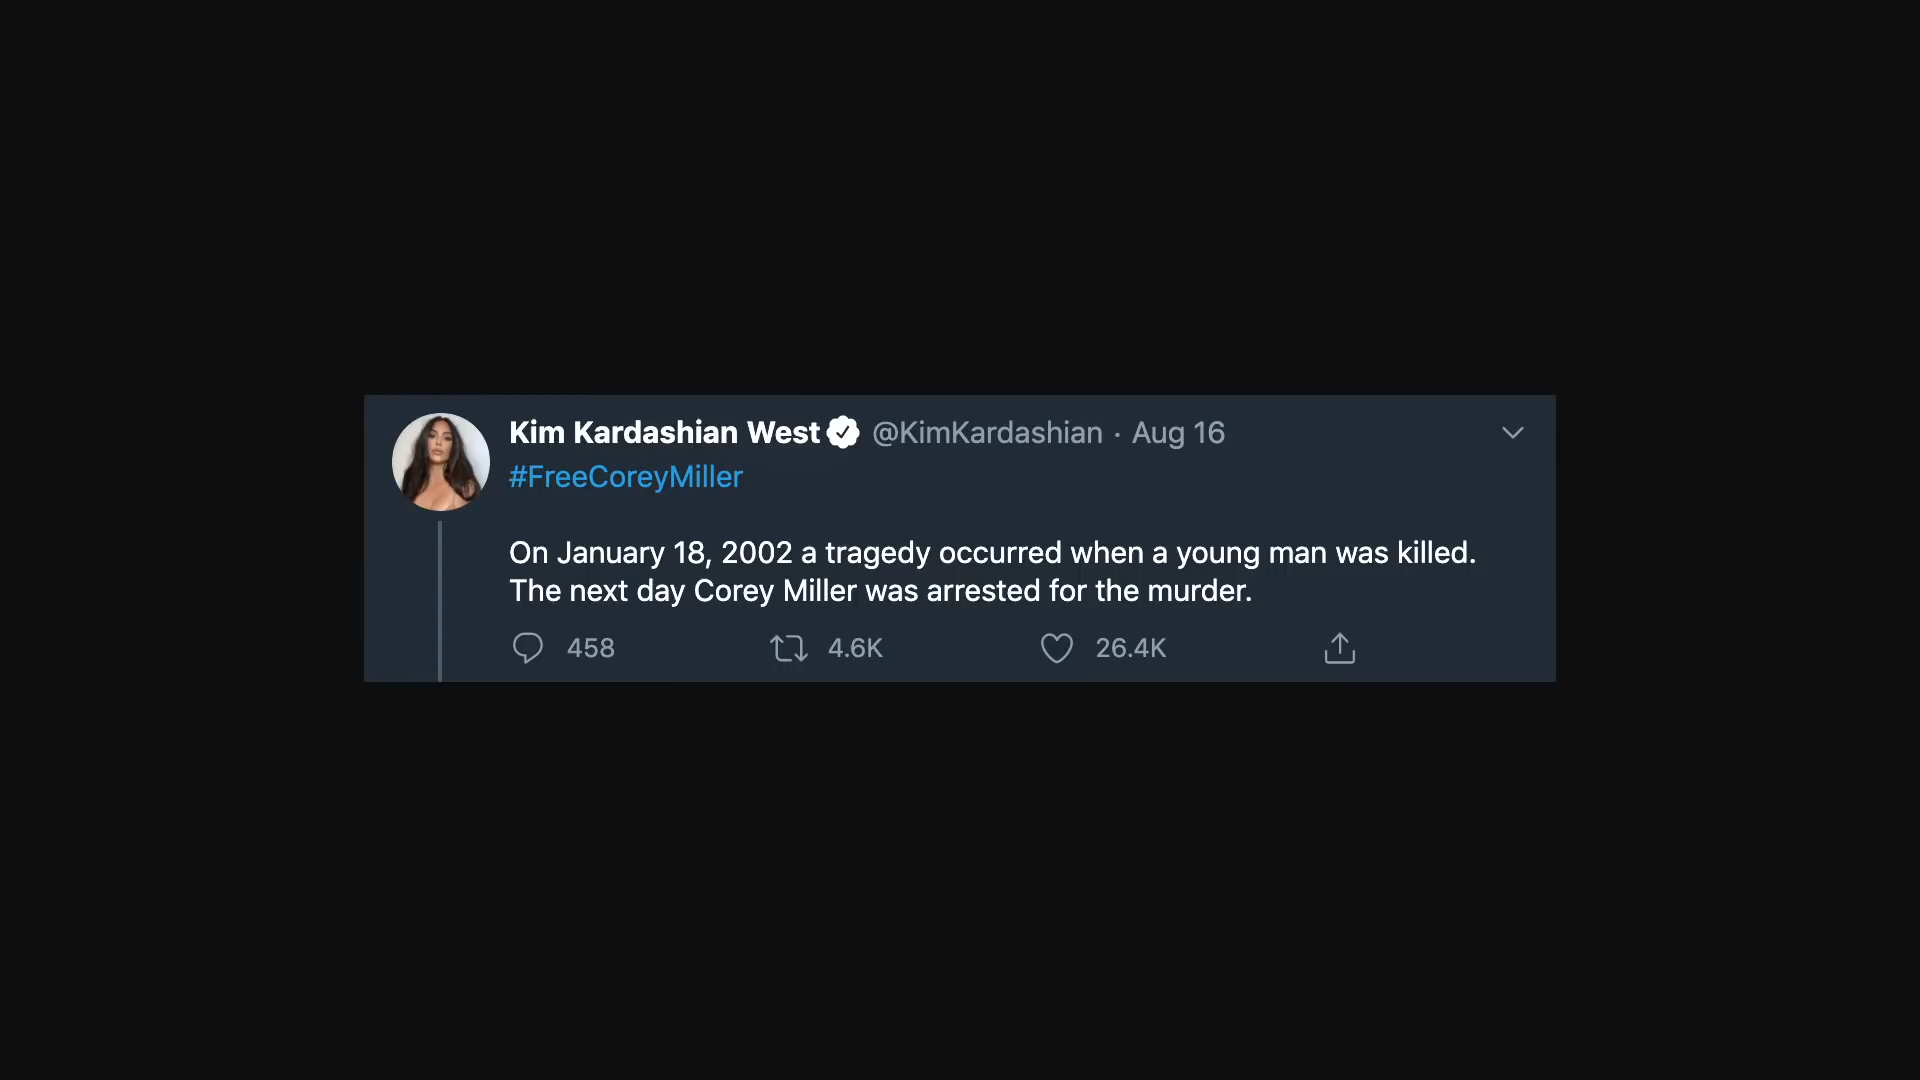 Kim Kardashian West @KimKardashian · Aug 16
#FreeCoreyMiller
On January 18, 2002 a tragedy occurred when a young man was killed.
The next day Corey Miller was arrested for the murder.
458 4.6K 26.4K